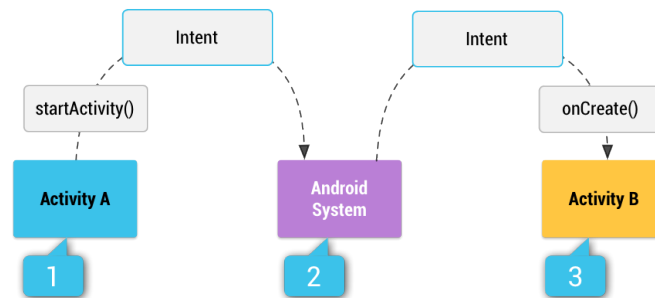 Intent
Intent
startActivity()
onCreate()
Activity A
Android
System
Activity B
1
2
3